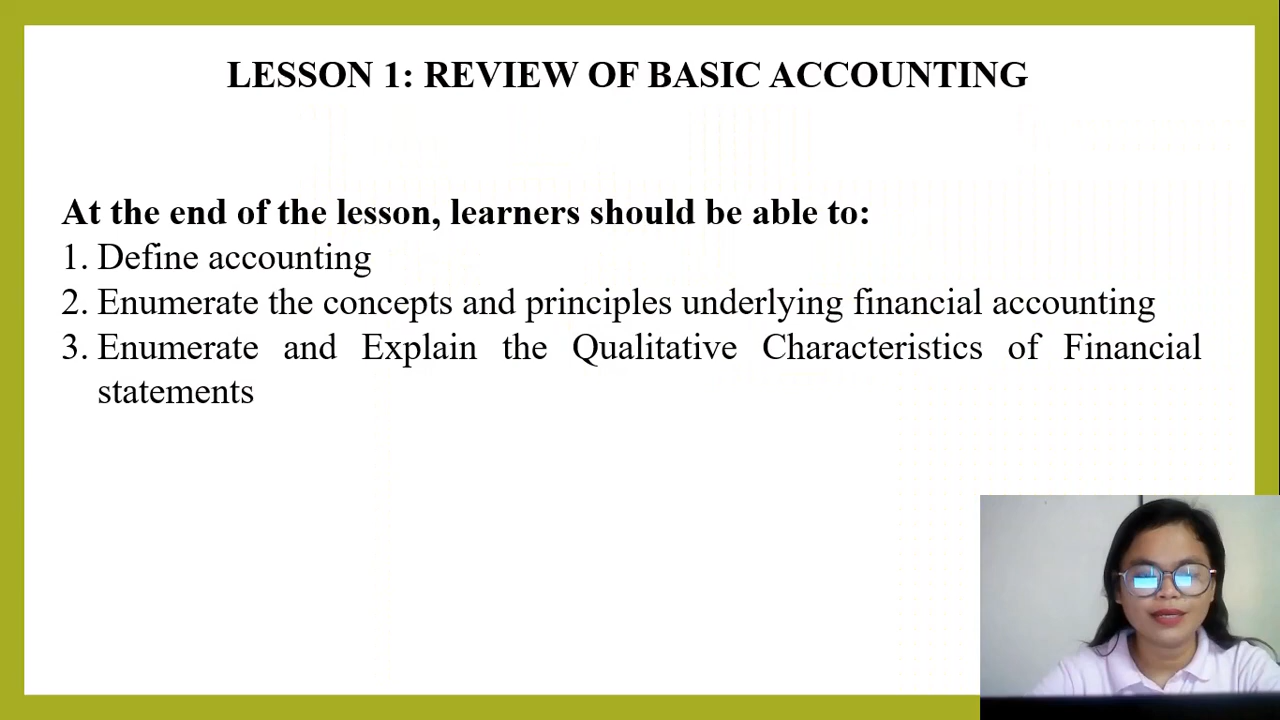 LESSON 1: REVIEW OF BASIC ACCOUNTING
At the end of the lesson, learners should be able to:
1. Define accounting
2. Enumerate the concepts and principles underlying financial accounting
3. Enumerate and Explain the Qualitative Characteristics of Financial
statements